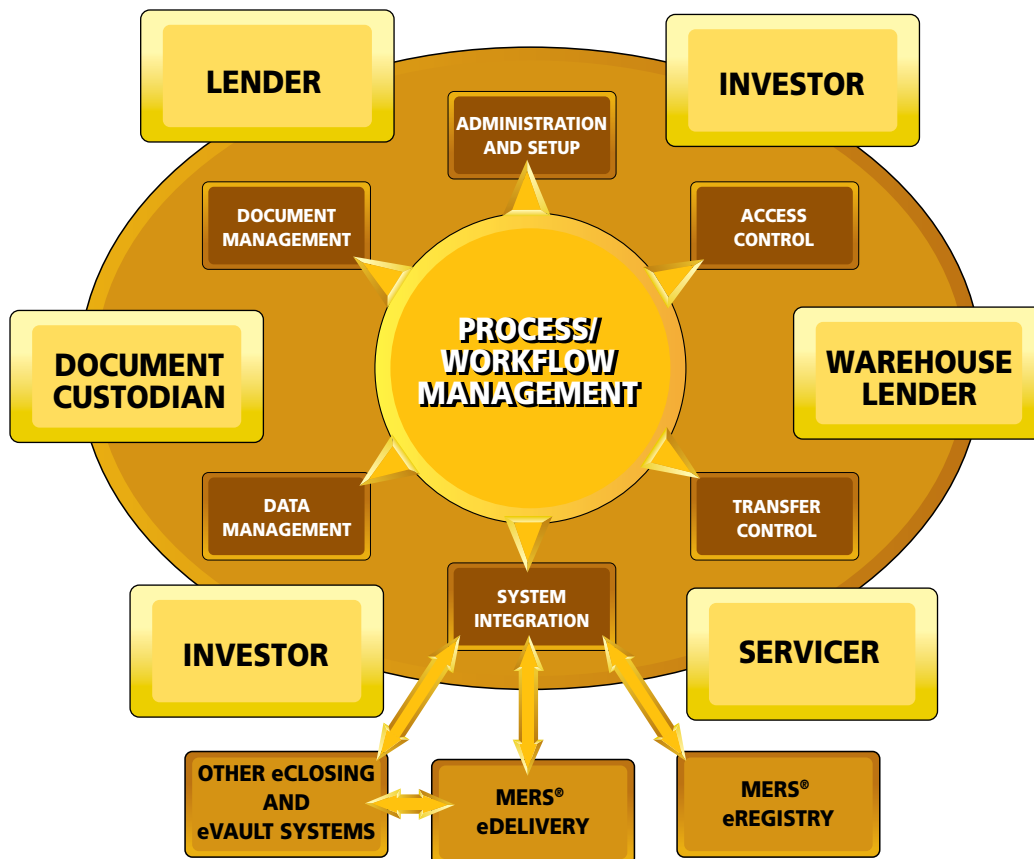 LENDER
INVESTOR
ADMINISTRATION
AND SETUP
DOCUMENT
MANAGEMENT
ACCESS
CONTROL
PROCESS/
WORKFLOW
MANAGEMENT
DOCUMENT
CUSTODIAN
WAREHOUSE
LENDER
DATA
MANAGEMENT
TRANSFER
CONTROL
SYSTEM
INTEGRATION
INVESTOR
SERVICER
OTHER eCLOSING
AND
eVAULT SYSTEMS
MERS®
eDELIVERY
MERS®
eREGISTRY